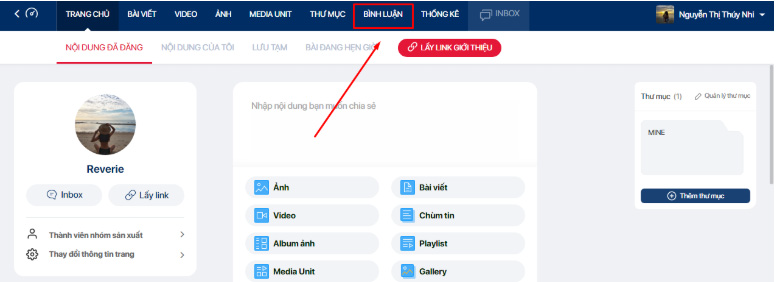 TRANG CHỦ BÀI VIẾT VIDEO ẢNH MEDIA UNIT THƯ MỤC BÌNH LUẬN THỐNG KÊ INBOX Nguyễn Thị Thúy Nhi
NỘI DUNG ĐÃ ĐĂNG NỘI DUNG CỦA TÔI LƯU TẠM BÀI ĐANG HẸN GIỜ LẤY LINK GIỚI THIỆU
Reverie
Inbox Lấy link
Thành viên nhóm sản xuất
Thay đổi thông tin trang
Nhập nội dung bạn muốn chia sẻ
Ảnh Bài viết
Video Chùm tin
Album ảnh Playlist
Media Unit Gallery
Thư mục (1) Quản lý thư mục
MINE
Thêm thư mục